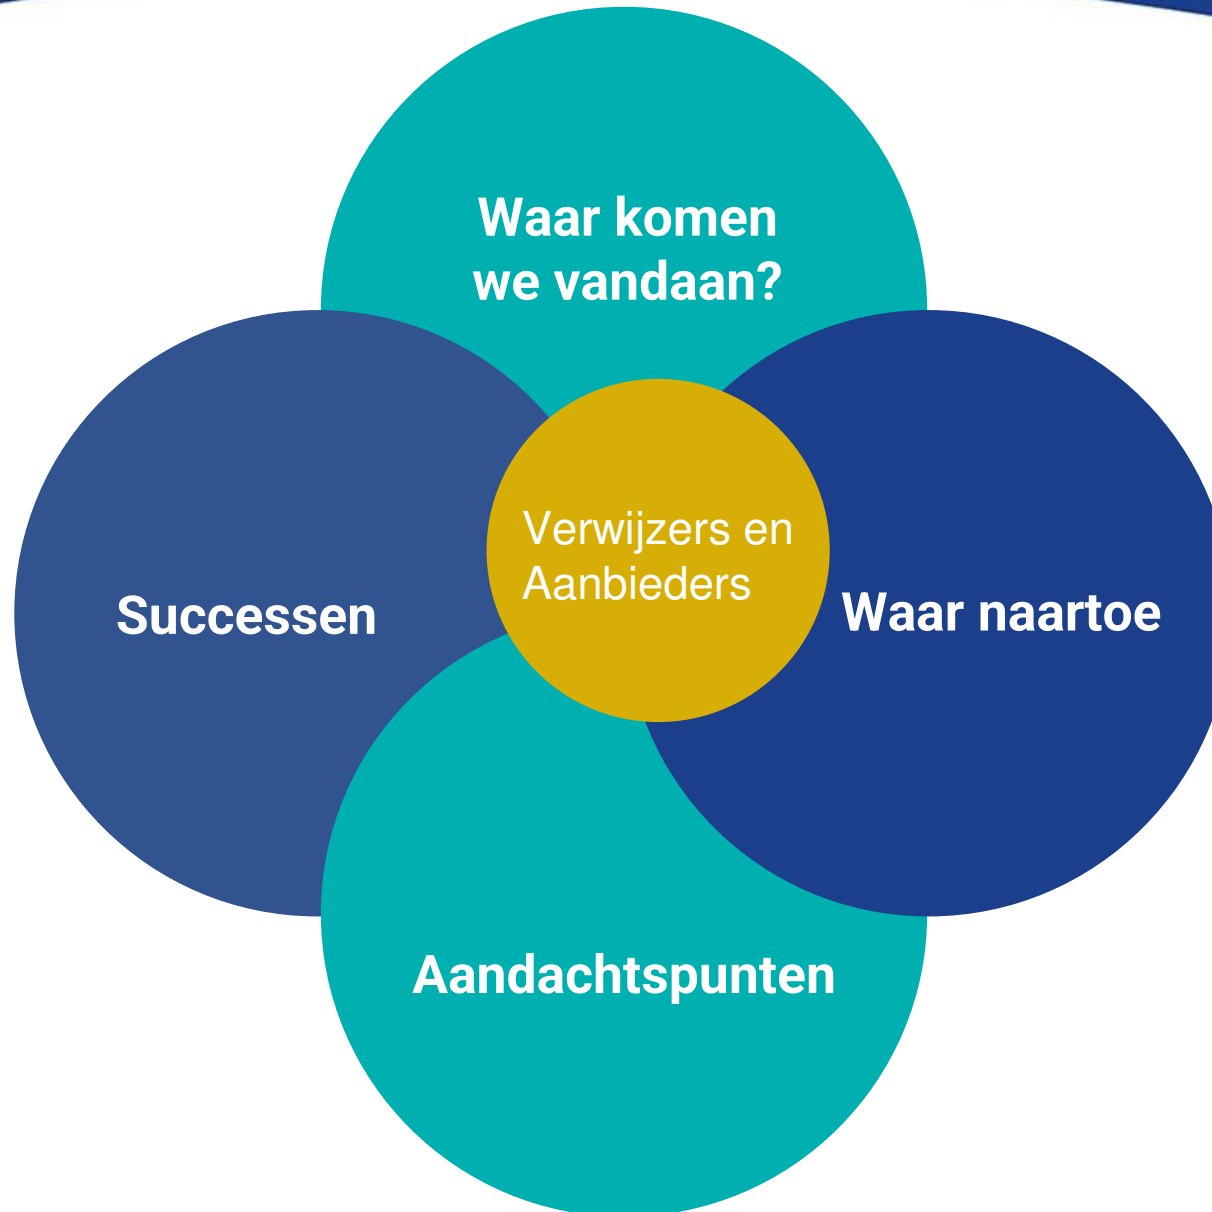 Waar komen
we vandaan?
Verwijzers en
Aanbieders
Successen
Waar naartoe
Aandachtspunten